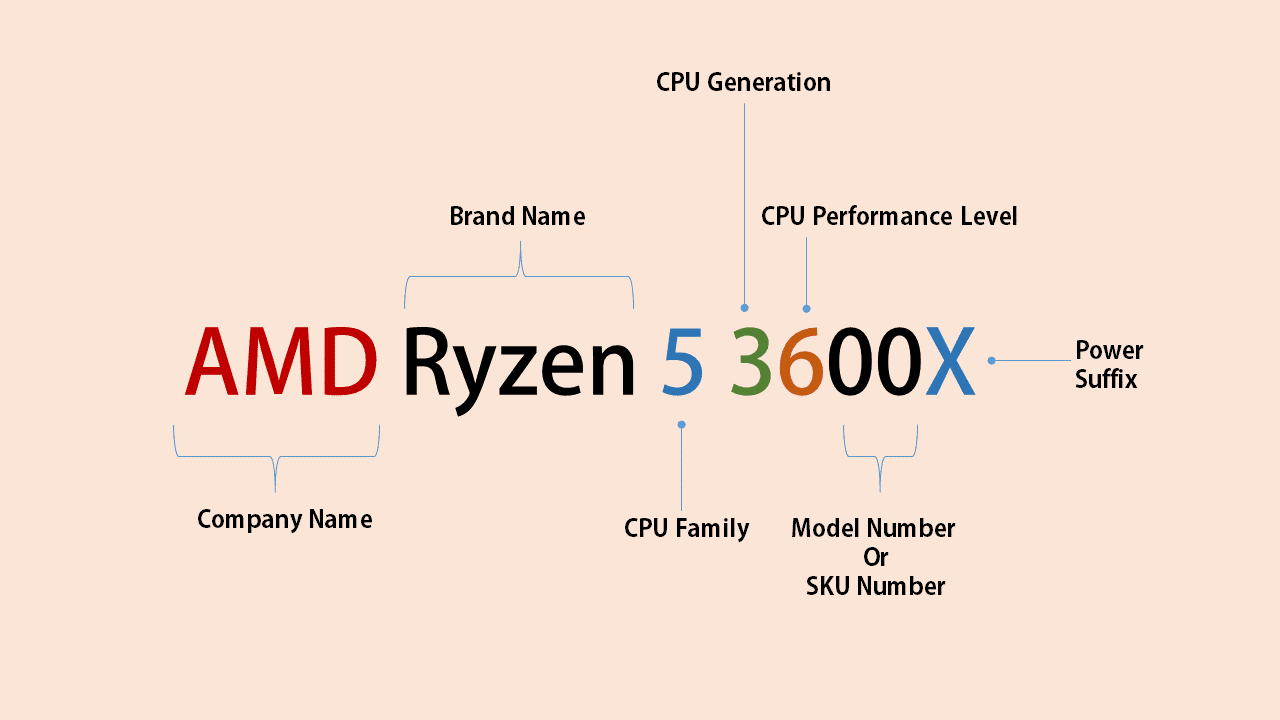 CPU Generation
Brand Name
CPU Performance Level
AMD Ryzen 5 3600X
Power
Suffix
Company Name
CPU Family
Model Number
Or
SKU Number